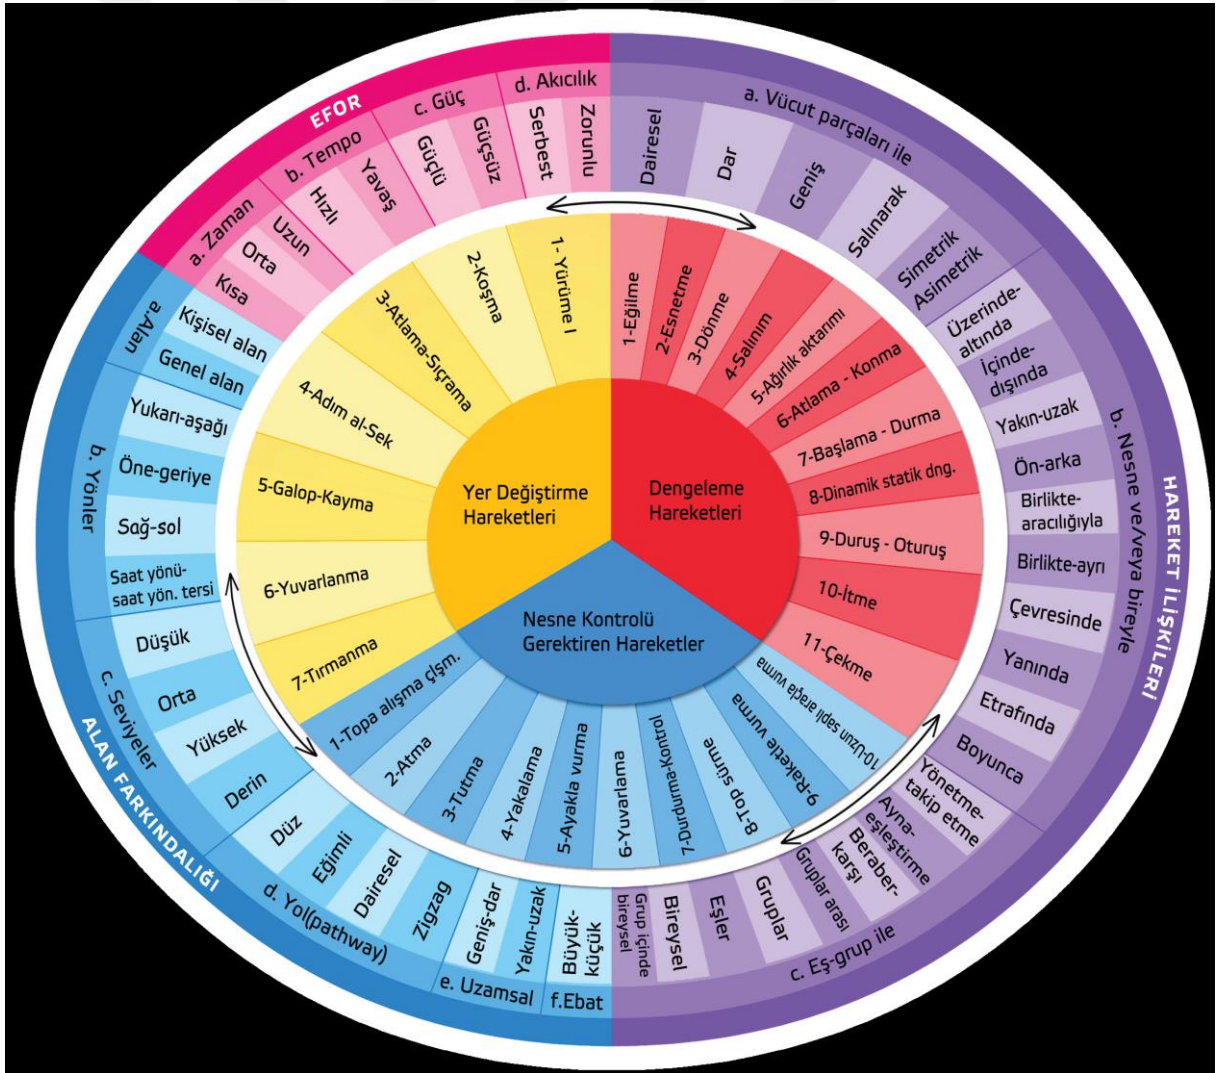 EFOR
a. Zaman
Kısa
Orta
Uzun
b. Tempo
Hızlı
Yavaş
c. Güç
Güçlü
Güçsüz
d. Akıcılık
Serbest
Zorunlu
HAREKET İLİŞKİLERİ
a. Vücut parçaları ile
Dairesel
Dar
Geniş
Salınarak
Simetrik
Asimetrik
b. Nesne ve/veya bireyle
Üzerinde-
altında
İçinde-
dışında
Yakın-uzak
Ön-arka
Birlikte-
aracılığıyla
Birlikte-ayrı
Çevresinde
Yanında
Etrafında
Boyunca
c. Eş-grup ile
Yönetme-
takip etme
Ayna-
eşleştirme
Beraber-
karşı
Gruplar arası
Gruplar
Eşler
Bireysel
Grup içinde
bireysel
ALAN FARKINDALIĞI
a.Alan
Kişisel alan
Genel alan
b. Yönler
Yukarı-aşağı
Öne-geriye
Sağ-sol
Saat yönü-
saat yön. tersi
c. Seviyeler
Düşük
Orta
Yüksek
Derin
d. Yol(pathway)
Düz
Eğimli
Dairesel
Zigzag
e. Uzamsal
Geniş-dar
Yakın-uzak
f.Ebat
Büyük-
küçük
Yer Değiştirme
Hareketleri
1- Yürüme I
2-Koşma
3-Atlama-Sıçrama
4-Adım al-Sek
5-Galop-Kayma
6-Yuvarlanma
7-Tırmanma
Dengeleme
Hareketleri
1-Eğilme
2-Esnetme
3-Dönme
4-Salınım
5-Ağırlık aktarımı
6-Atlama - Konma
7-Başlama - Durma
8-Dinamik statik dng.
9-Duruş - Oturuş
10-İtme
11-Çekme
Nesne Kontrolü
Gerektiren Hareketler
1-Topa alışma çlşm.
2-Atma
3-Tutma
4-Yakalama
5-Ayakla vurma
6-Yuvarlama
7-Durdurma-Kontrol
8-Top sürme
9-Raketle vurma
10-Uzun saplı araçla vurma